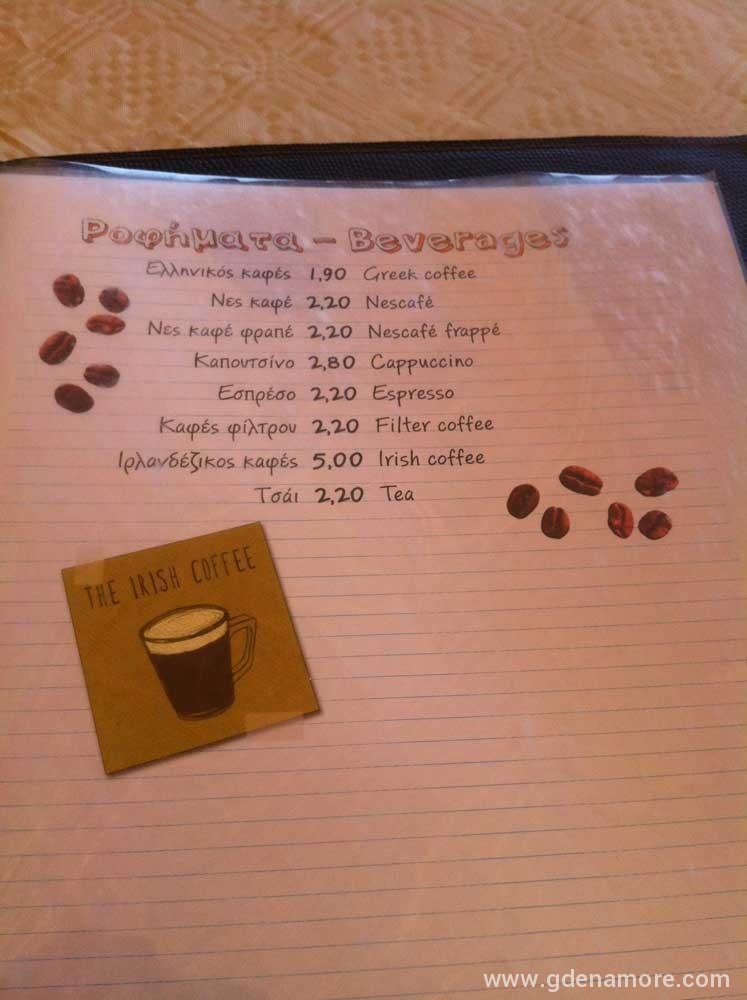 Ροφήματα - Beverages
Ελληνικός καφές 1,90 Greek coffee
Νες καφέ 2,20 Nescafé
Νες καφέ φραπέ 2,20 Nescafé frappé
Καπουτσίνο 2,80 Cappuccino
Εσπρέσο 2,20 Espresso
Καφές φίλτρου 2,20 Filter coffee
Ιρλανδέζικος καφές 5,00 Irish coffee
Τσάι 2,20 Tea
THE IRISH COFFEE
www.gdenamore.com